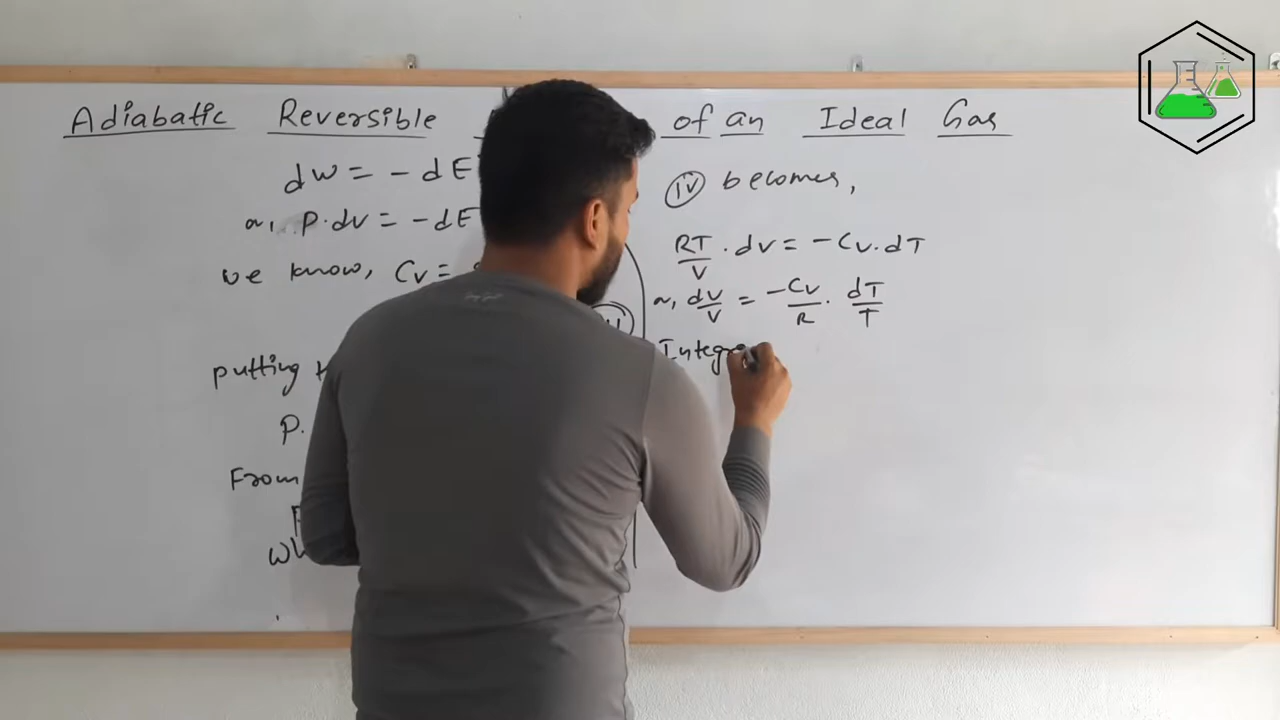 Adiabatic Reversible of an Ideal Gas
dw = - dE
or, P.dv = -dE
we know, Cv =
putting
P.
From
iv becomes,
RT/V . dv = -Cv.dT
or, dv/v = -Cv/R . dT/T
Integra